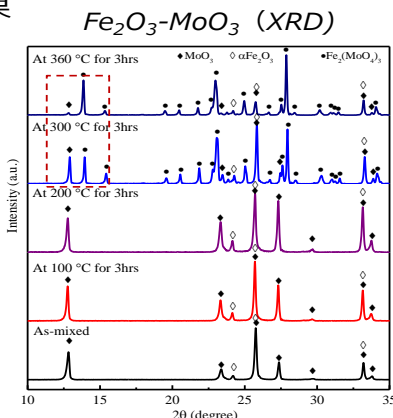 Fe₂O₃-MoO₃ (XRD)
At 360 °C for 3hrs
◆MoO₃ ◇αFe₂O₃ ●Fe₂(MoO₄)₃
At 300 °C for 3hrs
At 200 °C for 3hrs
At 100 °C for 3hrs
As-mixed
Intensity (a.u.)
10 15 20 25 30 35
2θ (degree)